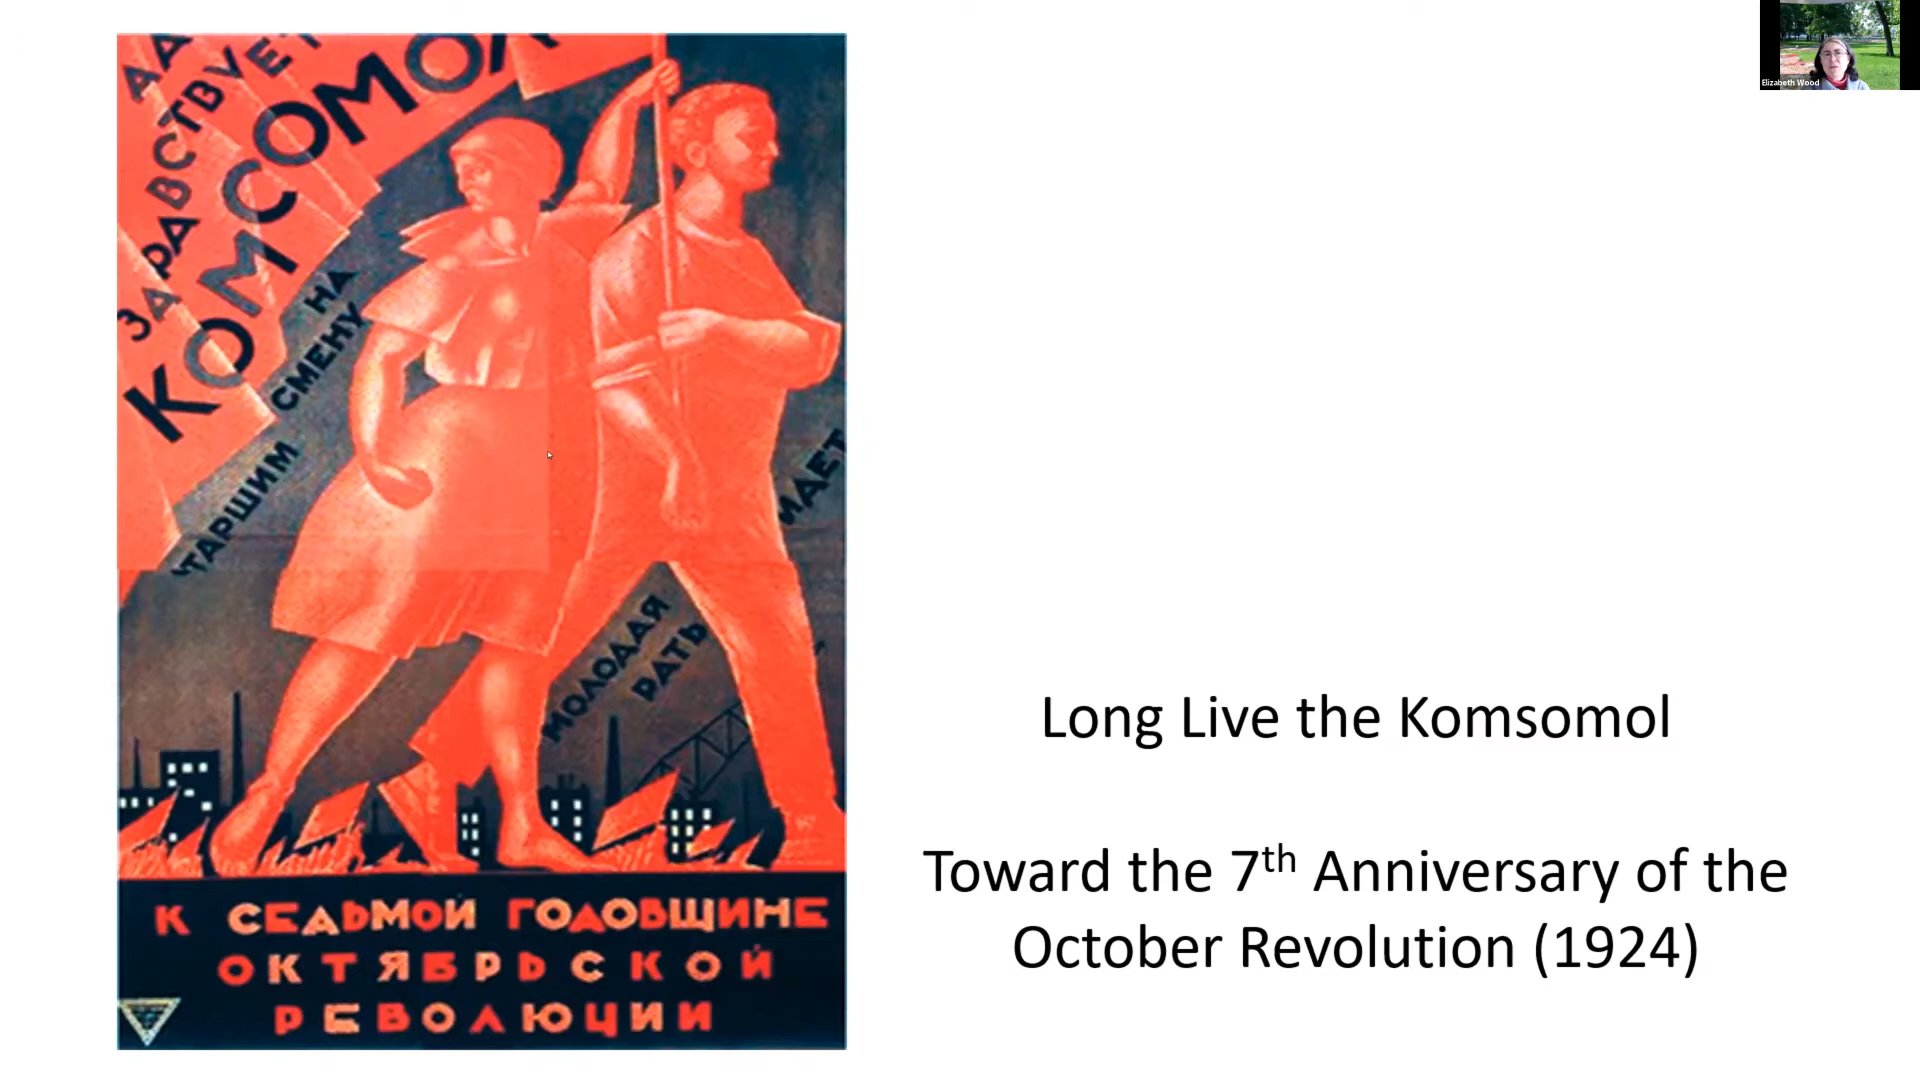 ДА
ЗДРАВСТВУЕТ
КОМСОМОЛ
НА
СМЕНУ
СТАРШИМ
МОЛОДАЯ
РАТЬ
К СЕДЬМОЙ ГОДОВЩИНЕ
ОКТЯБРЬСКОЙ
РЕВОЛЮЦИИ
Long Live the Komsomol
Toward the 7th Anniversary of the
October Revolution (1924)
Elizabeth Wood